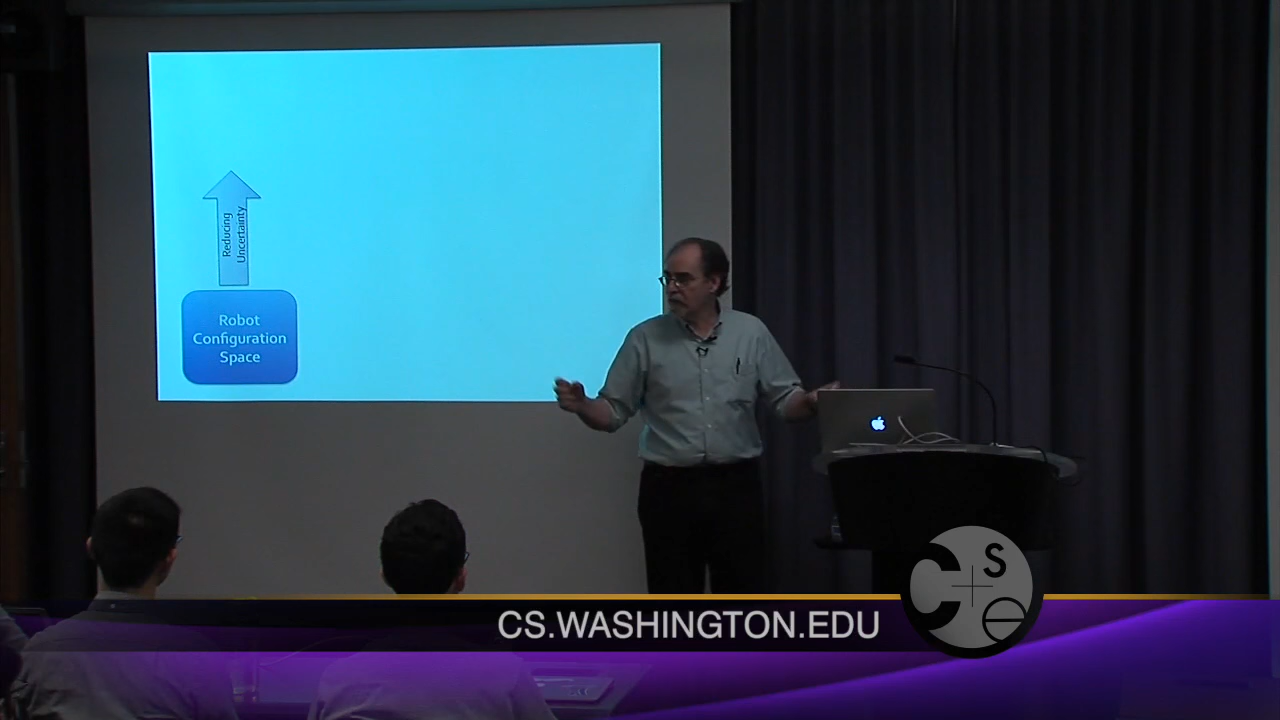 Reducing
Uncertainty
Robot
Configuration
Space
CS.WASHINGTON.EDU
C
S
e